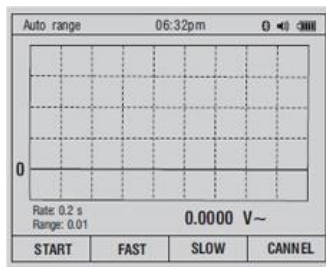 Auto range 06:32pm
0
Rate: 0.2 s
Range: 0.01
0.0000 V~
START FAST SLOW CANNEL